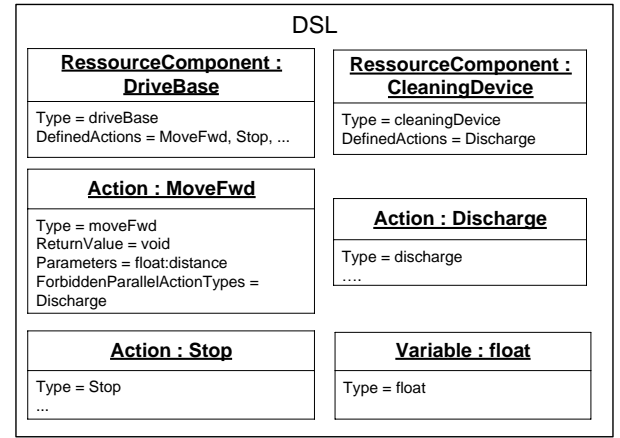 DSL
RessourceComponent :
DriveBase
Type = driveBase
DefinedActions = MoveFwd, Stop, ...
RessourceComponent :
CleaningDevice
Type = cleaningDevice
DefinedActions = Discharge
Action : MoveFwd
Type = moveFwd
ReturnValue = void
Parameters = float:distance
ForbiddenParallelActionTypes =
Discharge
Action : Discharge
Type = discharge
....
Action : Stop
Type = Stop
...
Variable : float
Type = float